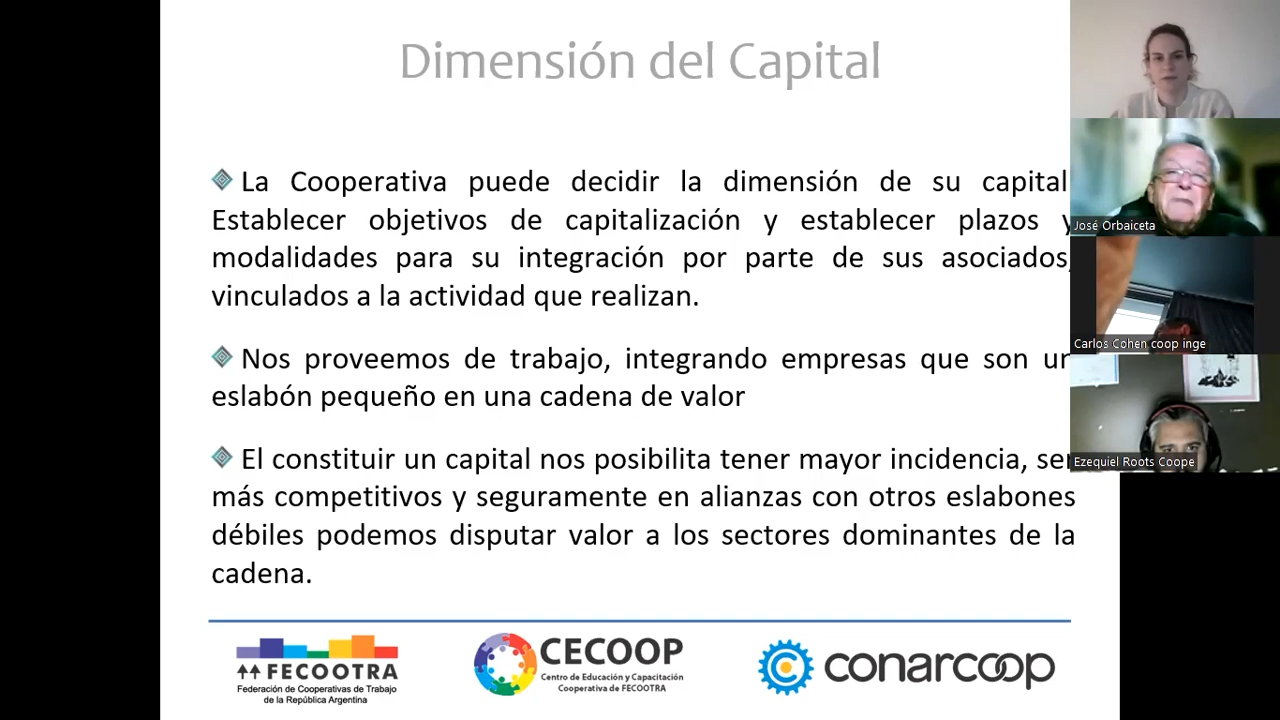 Dimensión del Capital
La Cooperativa puede decidir la dimensión de su capital
Establecer objetivos de capitalización y establecer plazos y
modalidades para su integración por parte de sus asociados,
vinculados a la actividad que realizan.
Nos proveemos de trabajo, integrando empresas que son un
eslabón pequeño en una cadena de valor
El constituir un capital nos posibilita tener mayor incidencia, ser
más competitivos y seguramente en alianzas con otros eslabones
débiles podemos disputar valor a los sectores dominantes de la
cadena.
José Orbaiceta
Carlos Cohen coop inge
Ezequiel Roots Coope
FECOOTRA
Federación de Cooperativas de Trabajo
de la República Argentina
CECOOP
Centro de Educación y Capacitación
Cooperativa de FECOOTRA
conarcoop